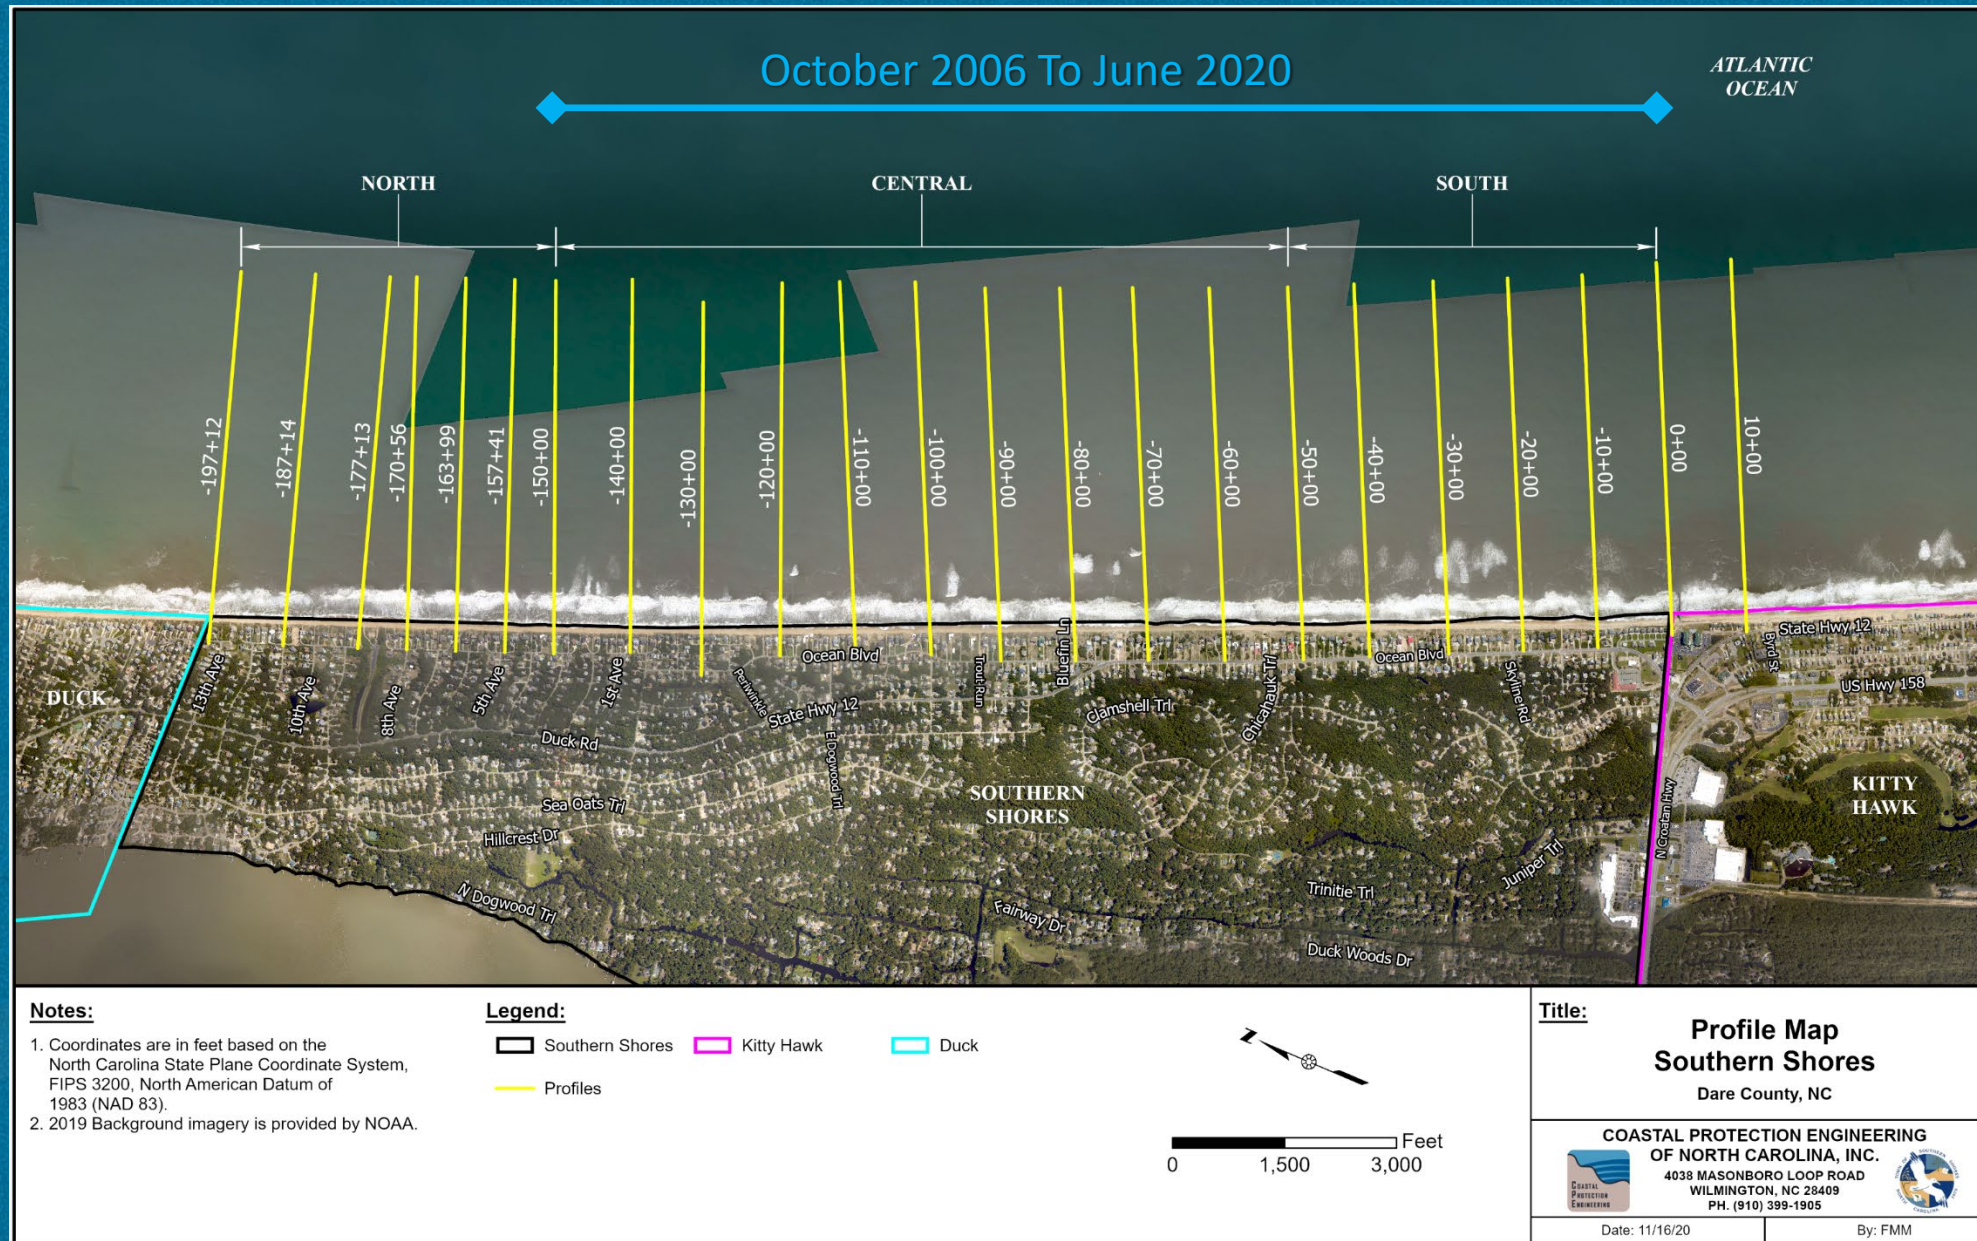 October 2006 To June 2020
ATLANTIC
OCEAN
NORTH
CENTRAL
SOUTH
-197+12
-187+14
-177+13
-170+56
-163+99
-157+41
-150+00
-140+00
-130+00
-120+00
-110+00
-100+00
-90+00
-80+00
-70+00
-60+00
-50+00
-40+00
-30+00
-20+00
-10+00
0+00
10+00
DUCK
13th Ave
10th Ave
8th Ave
5th Ave
1st Ave
Periwinkle
Ocean Blvd
Trout Run
Bluefin Ln
Ocean Blvd
State Hwy 12
Byrd St
US Hwy 158
Duck Rd
State Hwy 12
E Dogwood Trl
Clamshell Trl
Chicahauk Trl
Skyline Rd
Sea Oats Trl
Hillcrest Dr
N Dogwood Trl
SOUTHERN
SHORES
Fairway Dr
Trinitie Trl
Juniper Trl
Duck Woods Dr
N Croatan Hwy
KITTY
HAWK
Notes:
1. Coordinates are in feet based on the
North Carolina State Plane Coordinate System,
FIPS 3200, North American Datum of
1983 (NAD 83).
2. 2019 Background imagery is provided by NOAA.
Legend:
Southern Shores
Kitty Hawk
Duck
Profiles
N
Feet
0 1,500 3,000
Title:
Profile Map
Southern Shores
Dare County, NC
COASTAL PROTECTION ENGINEERING
OF NORTH CAROLINA, INC.
4038 MASONBORO LOOP ROAD
WILMINGTON, NC 28409
PH. (910) 399-1905
COASTAL
PROTECTION
ENGINEERING
Date: 11/16/20
By: FMM